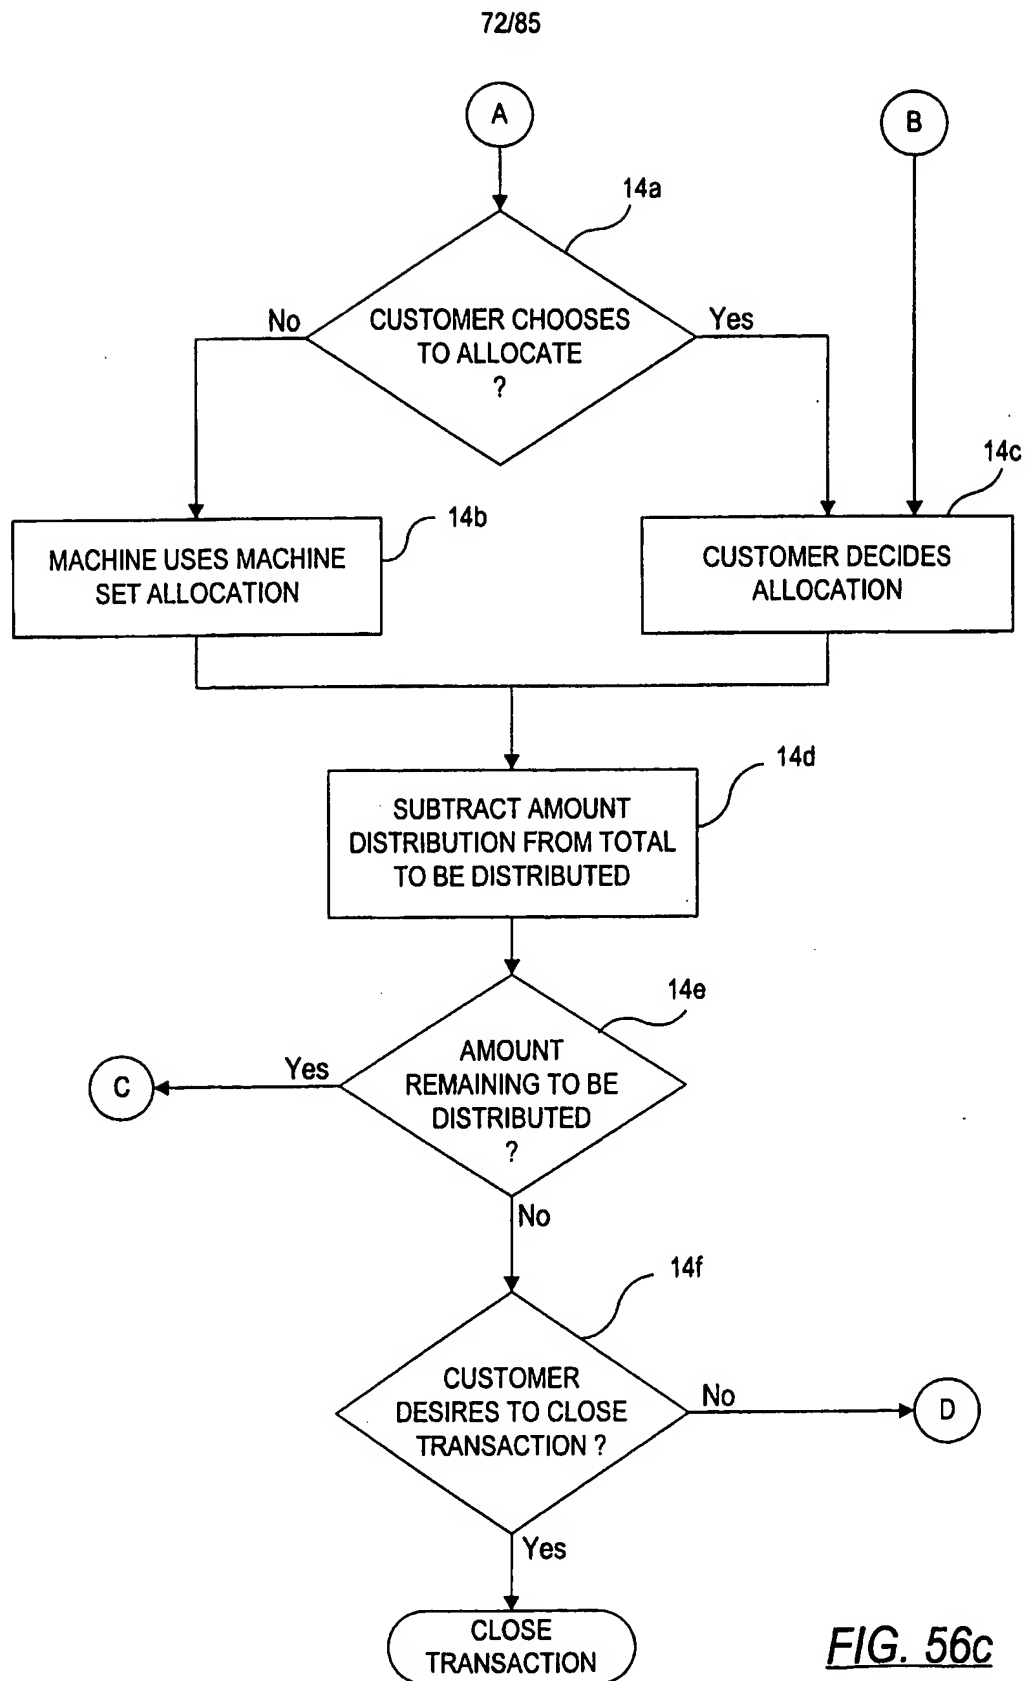 72/85
A
B
14a
No
CUSTOMER CHOOSES
TO ALLOCATE
?
Yes
14b
14c
MACHINE USES MACHINE
SET ALLOCATION
CUSTOMER DECIDES
ALLOCATION
14d
SUBTRACT AMOUNT
DISTRIBUTION FROM TOTAL
TO BE DISTRIBUTED
14e
C
Yes
AMOUNT
REMAINING TO BE
DISTRIBUTED
?
No
14f
CUSTOMER
DESIRES TO CLOSE
TRANSACTION ?
No
D
Yes
CLOSE
TRANSACTION
FIG. 56c